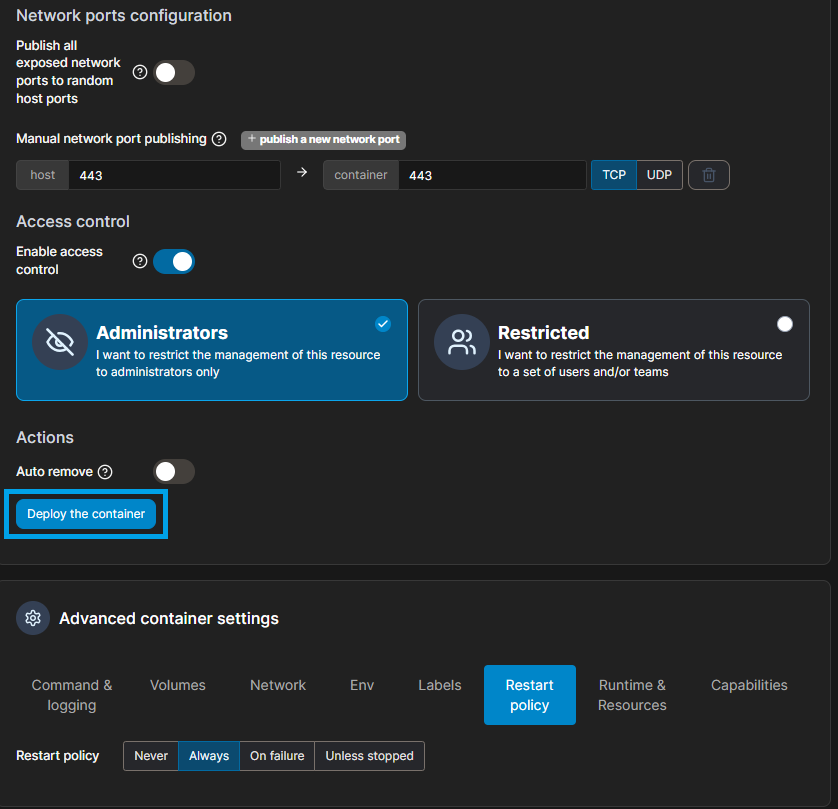 Network ports configuration
Publish all
exposed network
ports to random
host ports
Manual network port publishing
+ publish a new network port
host 443 → container 443 TCP UDP
Access control
Enable access
control
Administrators
I want to restrict the management of this resource
to administrators only
Restricted
I want to restrict the management of this resource
to a set of users and/or teams
Actions
Auto remove
Deploy the container
Advanced container settings
Command &
logging
Volumes
Network
Env
Labels
Restart
policy
Runtime &
Resources
Capabilities
Restart policy
Never
Always
On failure
Unless stopped